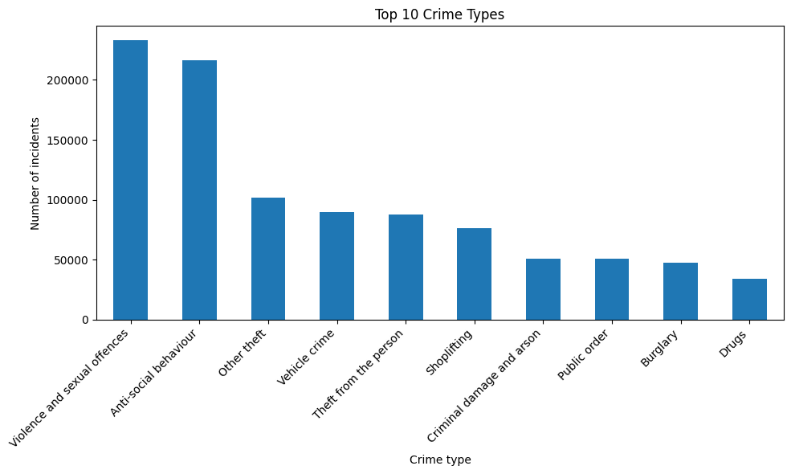 Top 10 Crime Types
Number of incidents
200000
150000
100000
50000
0
Violence and sexual offences
Anti-social behaviour
Other theft
Vehicle crime
Theft from the person
Shoplifting
Criminal damage and arson
Public order
Burglary
Drugs
Crime type